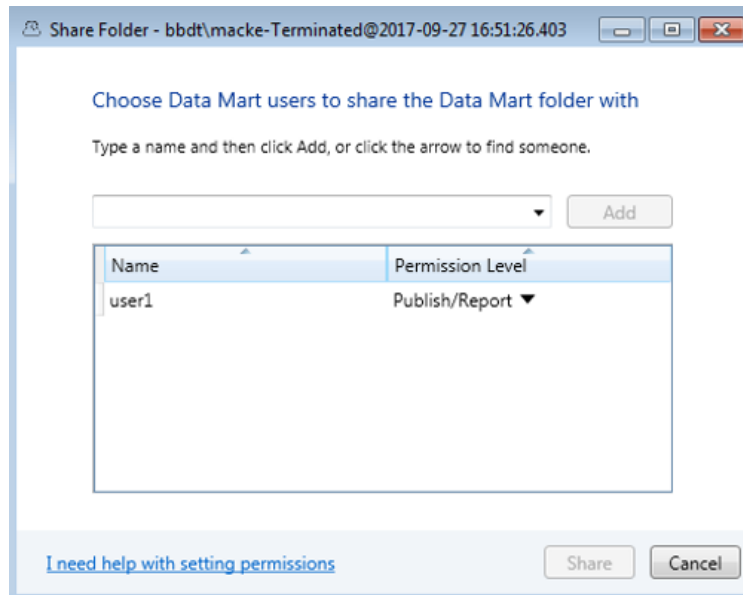 Share Folder - bbdt\macke-Terminated@2017-09-27 16:51:26.403
Choose Data Mart users to share the Data Mart folder with
Type a name and then click Add, or click the arrow to find someone.
Add
Name Permission Level
user1 Publish/Report
I need help with setting permissions Share Cancel